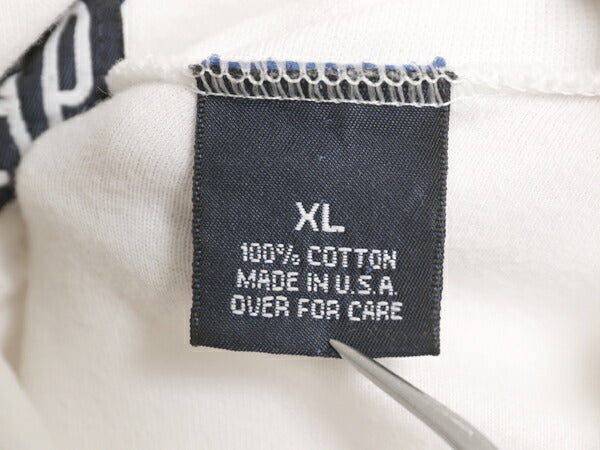 XL
100% COTTON
MADE IN U.S.A.
OVER FOR CARE